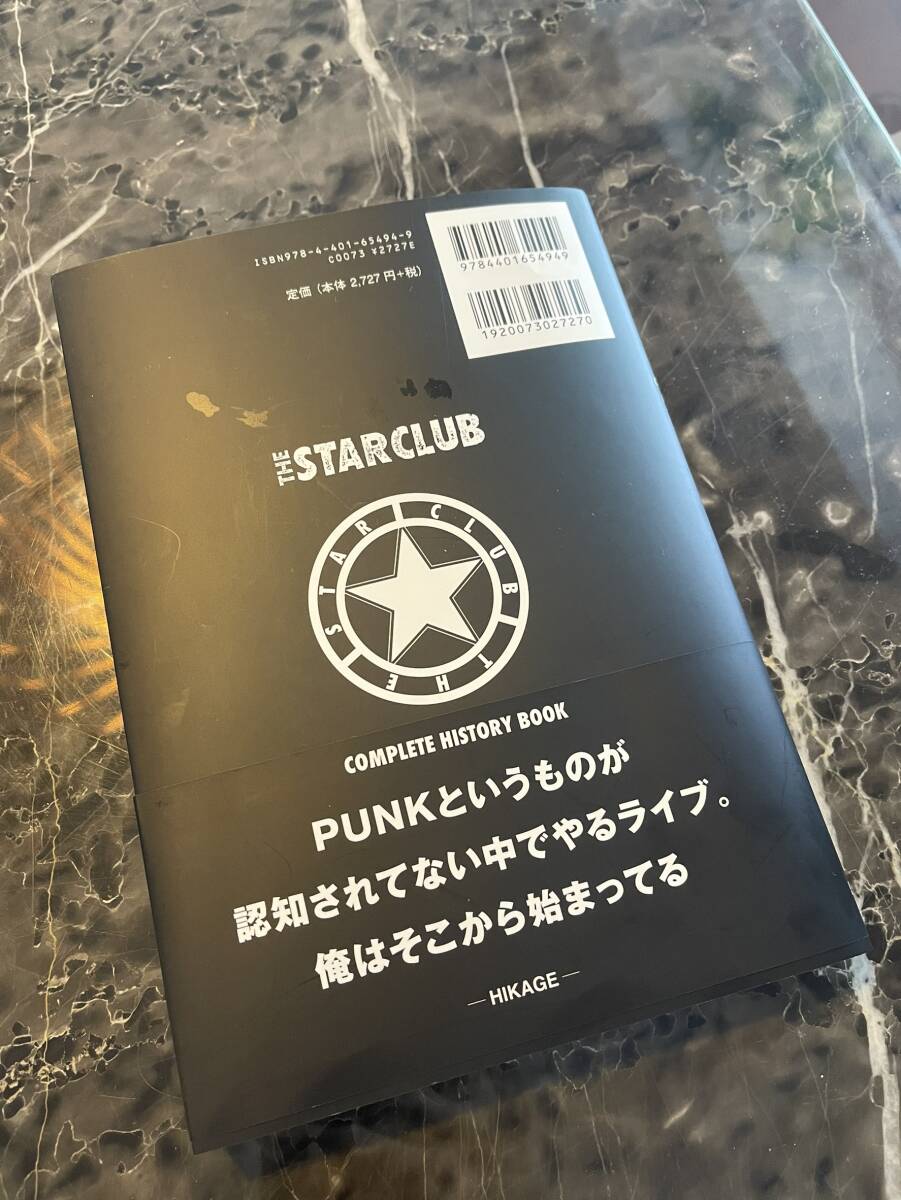 ISBN978-4-401-65494-9
C0073 ¥2727E
定価（本体 2,727 円+税）
9784401654949
1920073027270
THE STAR CLUB
THE STAR CLUB
COMPLETE HISTORY BOOK
PUNKというものが
認知されてない中でやるライブ。
俺はそこから始まってる
—HIKAGE—